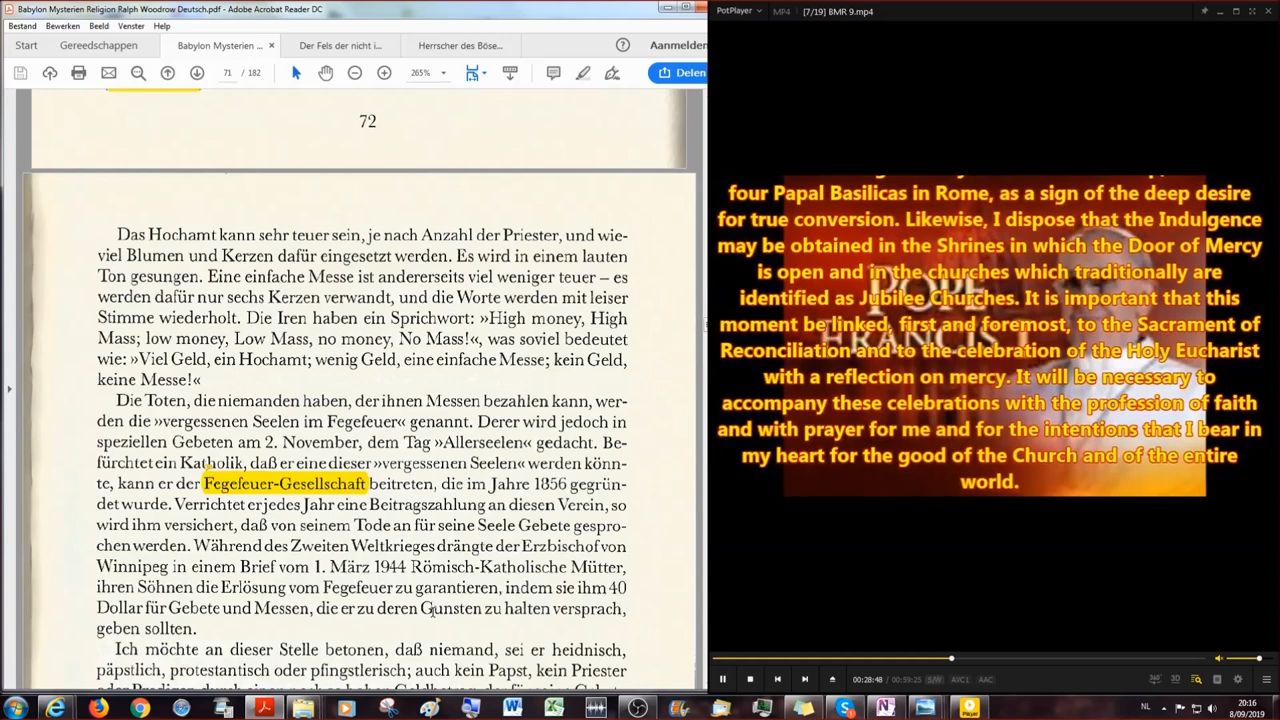 Babylon Mysterien Religion Ralph Woodrow Deutsch.pdf - Adobe Acrobat Reader DC
Bestand Bewerken Beeld Venster Help
Start Gereedschappen Babylon Mysterien ... × Der Fels der nicht i... Herrscher des Böse... Aanmelden
71 / 182 265% Delen
72
Das Hochamt kann sehr teuer sein, je nach Anzahl der Priester, und wie-
viel Blumen und Kerzen dafür eingesetzt werden. Es wird in einem lauten
Ton gesungen. Eine einfache Messe ist andererseits viel weniger teuer – es
werden dafür nur sechs Kerzen verwandt, und die Worte werden mit leiser
Stimme wiederholt. Die Iren haben ein Sprichwort: »High money, High
Mass; low money, Low Mass, no money, No Mass!«, was soviel bedeutet
wie: »Viel Geld, ein Hochamt; wenig Geld, eine einfache Messe; kein Geld,
keine Messe!«
Die Toten, die niemanden haben, der ihnen Messen bezahlen kann, wer-
den die »vergessenen Seelen im Fegefeuer« genannt. Derer wird jedoch in
speziellen Gebeten am 2. November, dem Tag »Allerseelen« gedacht. Be-
fürchtet ein Katholik, daß er eine dieser »vergessenen Seelen« werden könn-
te, kann er der Fegefeuer-Gesellschaft beitreten, die im Jahre 1856 gegrün-
det wurde. Verrichtet er jedes Jahr eine Beitragszahlung an diesen Verein, so
wird ihm versichert, daß von seinem Tode an für seine Seele Gebete gespro-
chen werden. Während des Zweiten Weltkrieges drängte der Erzbischof von
Winnipeg in einem Brief vom 1. März 1944 Römisch-Katholische Mütter,
ihren Söhnen die Erlösung vom Fegefeuer zu garantieren, indem sie ihm 40
Dollar für Gebete und Messen, die er zu deren Gunsten zu halten versprach,
geben sollten.
Ich möchte an dieser Stelle betonen, daß niemand, sei er heidnisch,
päpstlich, protestantisch oder pfingstlerisch; auch kein Papst, kein Priester
PotPlayer MP4 [7/19] BMR 9.mp4
four Papal Basilicas in Rome, as a sign of the deep desire
for true conversion. Likewise, I dispose that the Indulgence
may be obtained in the Shrines in which the Door of Mercy
is open and in the churches which traditionally are
identified as Jubilee Churches. It is important that this
moment be linked, first and foremost, to the Sacrament of
Reconciliation and to the celebration of the Holy Eucharist
with a reflection on mercy. It will be necessary to
accompany these celebrations with the profession of faith
and with prayer for me and for the intentions that I bear in
my heart for the good of the Church and of the entire
world.
POPE
FRANCIS I
00:28:48 / 00:59:25 S/W AVC1 AAC 360° 3D
NL 20:16
8/09/2019